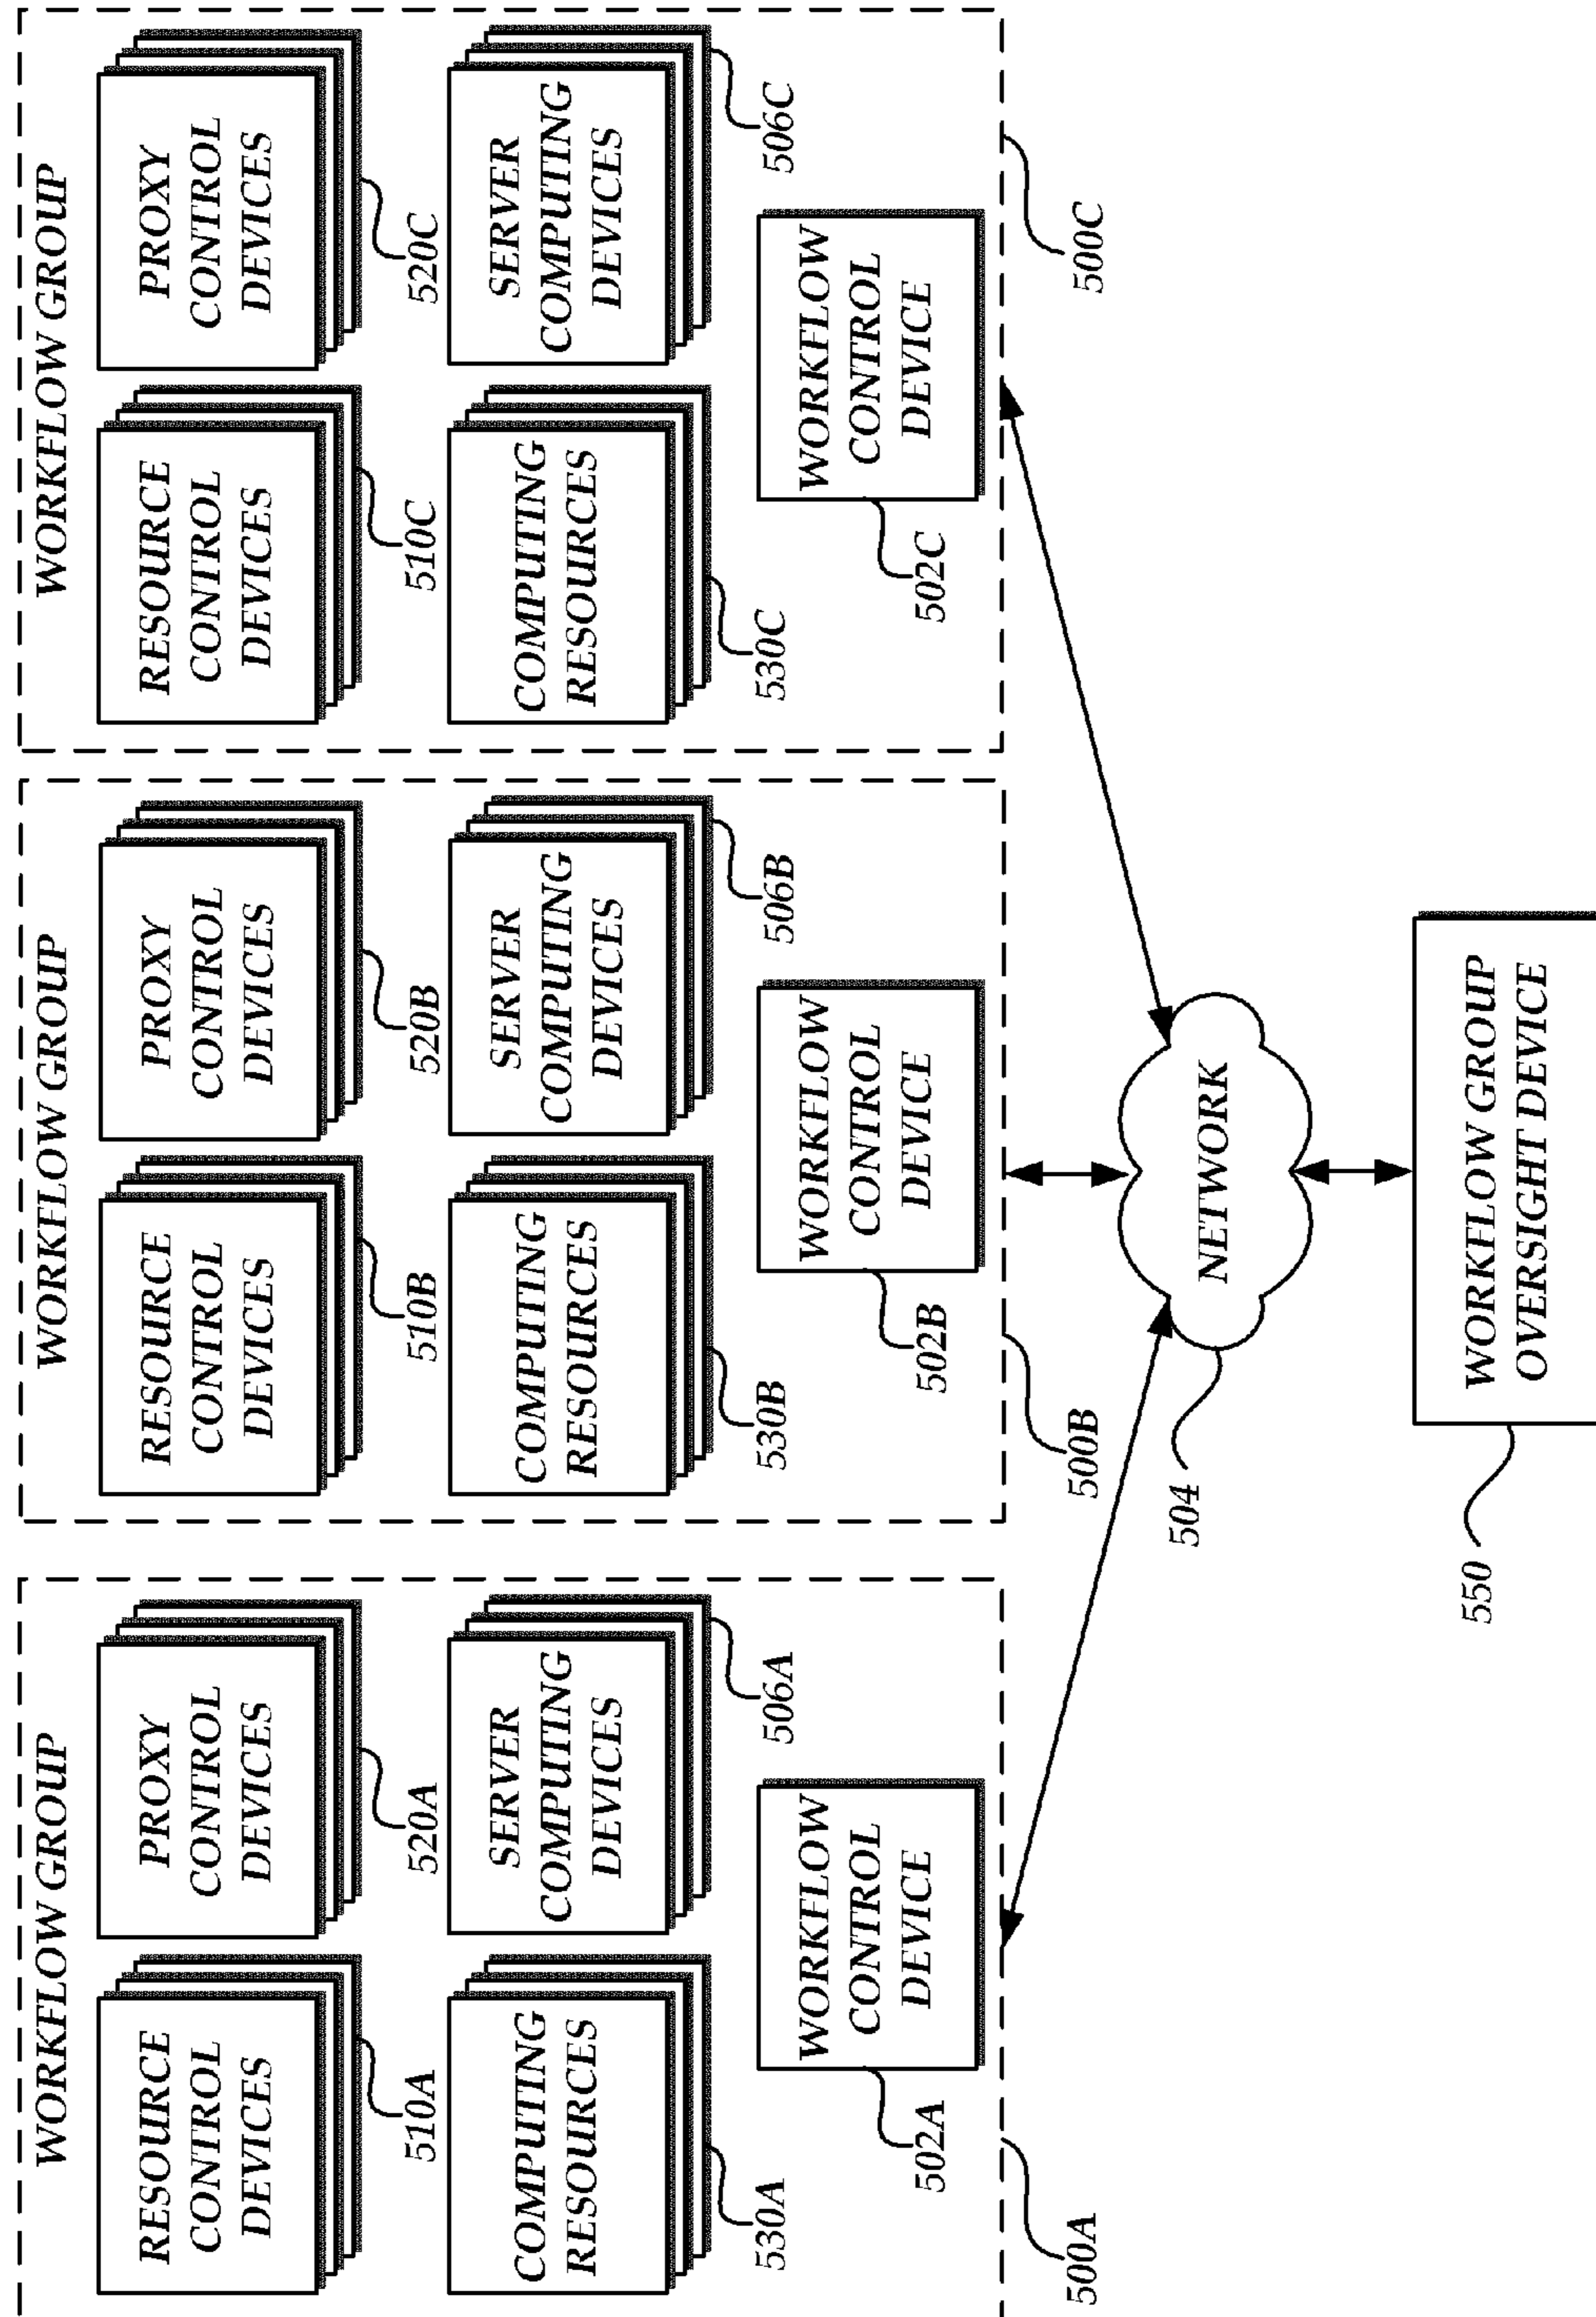 WORKFLOW GROUP
RESOURCE
CONTROL
DEVICES
510A
PROXY
CONTROL
DEVICES
520A
COMPUTING
RESOURCES
530A
SERVER
COMPUTING
DEVICES
506A
WORKFLOW
CONTROL
DEVICE
502A
500A
WORKFLOW GROUP
RESOURCE
CONTROL
DEVICES
510B
PROXY
CONTROL
DEVICES
520B
COMPUTING
RESOURCES
530B
SERVER
COMPUTING
DEVICES
506B
WORKFLOW
CONTROL
DEVICE
502B
500B
WORKFLOW GROUP
RESOURCE
CONTROL
DEVICES
510C
PROXY
CONTROL
DEVICES
520C
COMPUTING
RESOURCES
530C
SERVER
COMPUTING
DEVICES
506C
WORKFLOW
CONTROL
DEVICE
502C
500C
NETWORK
504
WORKFLOW GROUP
OVERSIGHT DEVICE
550